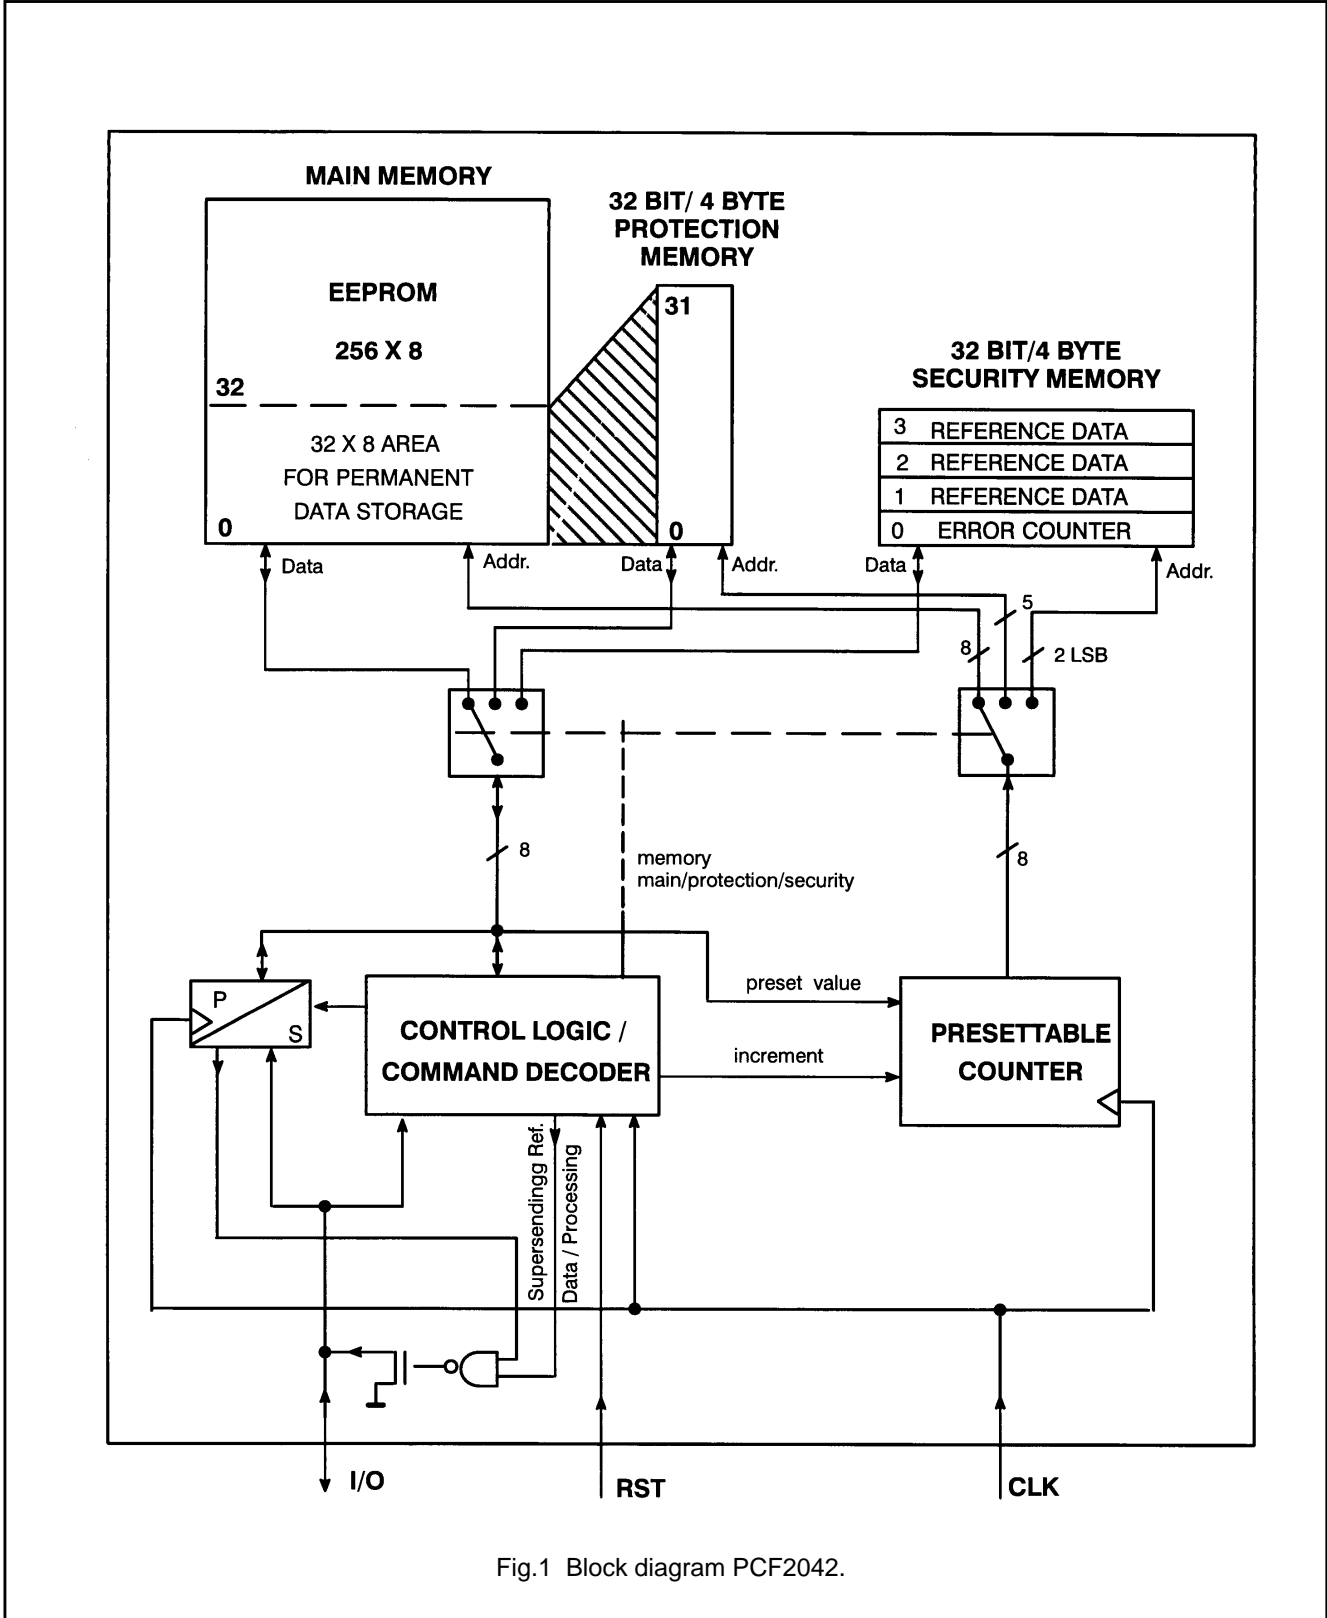 MAIN MEMORY
32 BIT/ 4 BYTE
PROTECTION
MEMORY
EEPROM
256 X 8
32
32 X 8 AREA
FOR PERMANENT
DATA STORAGE
0
31
0
32 BIT/4 BYTE
SECURITY MEMORY
3 REFERENCE DATA
2 REFERENCE DATA
1 REFERENCE DATA
0 ERROR COUNTER
Data
Addr.
Data
Addr.
Data
Addr.
5
8
2 LSB
8
memory
main/protection/security
8
P
S
CONTROL LOGIC /
COMMAND DECODER
preset value
increment
PRESETTABLE
COUNTER
Supersendingg Ref.
Data / Processing
I/O
RST
CLK
Fig.1 Block diagram PCF2042.